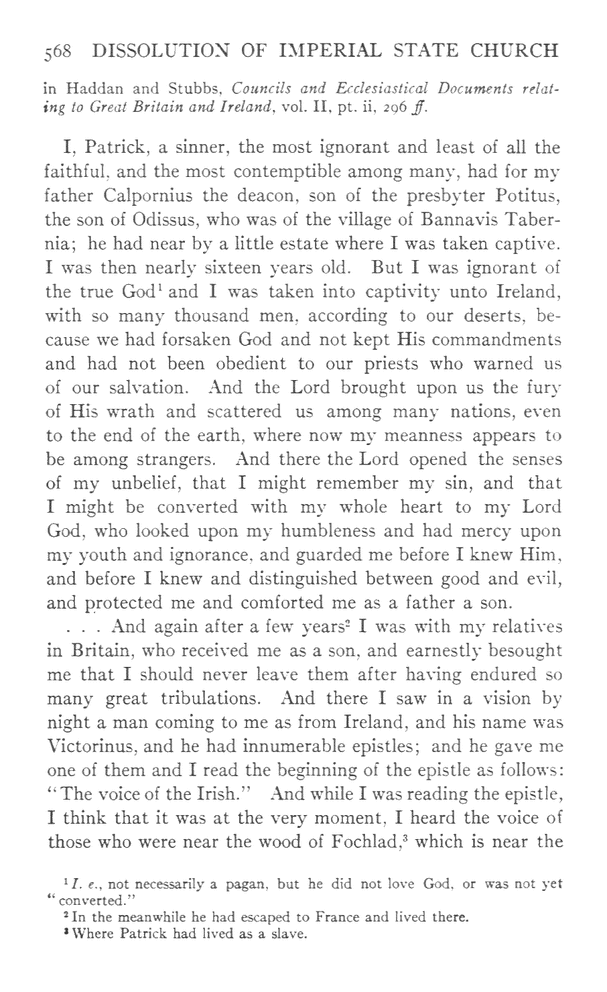 568 DISSOLUTION OF IMPERIAL STATE CHURCH
in Haddan and Stubbs, Councils and Ecclesiastical Documents relat-
ing to Great Britain and Ireland, vol. II, pt. ii, 296 ff.
I, Patrick, a sinner, the most ignorant and least of all the
faithful, and the most contemptible among many, had for my
father Calpornius the deacon, son of the presbyter Potitus,
the son of Odissus, who was of the village of Bannavis Taber-
nia; he had near by a little estate where I was taken captive.
I was then nearly sixteen years old. But I was ignorant of
the true God¹ and I was taken into captivity unto Ireland,
with so many thousand men, according to our deserts, be-
cause we had forsaken God and not kept His commandments
and had not been obedient to our priests who warned us
of our salvation. And the Lord brought upon us the fury
of His wrath and scattered us among many nations, even
to the end of the earth, where now my meanness appears to
be among strangers. And there the Lord opened the senses
of my unbelief, that I might remember my sin, and that
I might be converted with my whole heart to my Lord
God, who looked upon my humbleness and had mercy upon
my youth and ignorance, and guarded me before I knew Him,
and before I knew and distinguished between good and evil,
and protected me and comforted me as a father a son.
. . . And again after a few years² I was with my relatives
in Britain, who received me as a son, and earnestly besought
me that I should never leave them after having endured so
many great tribulations. And there I saw in a vision by
night a man coming to me as from Ireland, and his name was
Victorinus, and he had innumerable epistles; and he gave me
one of them and I read the beginning of the epistle as follows:
“The voice of the Irish.” And while I was reading the epistle,
I think that it was at the very moment, I heard the voice of
those who were near the wood of Fochlad,³ which is near the
¹ I. e., not necessarily a pagan, but he did not love God, or was not yet
“converted.”
² In the meanwhile he had escaped to France and lived there.
³ Where Patrick had lived as a slave.